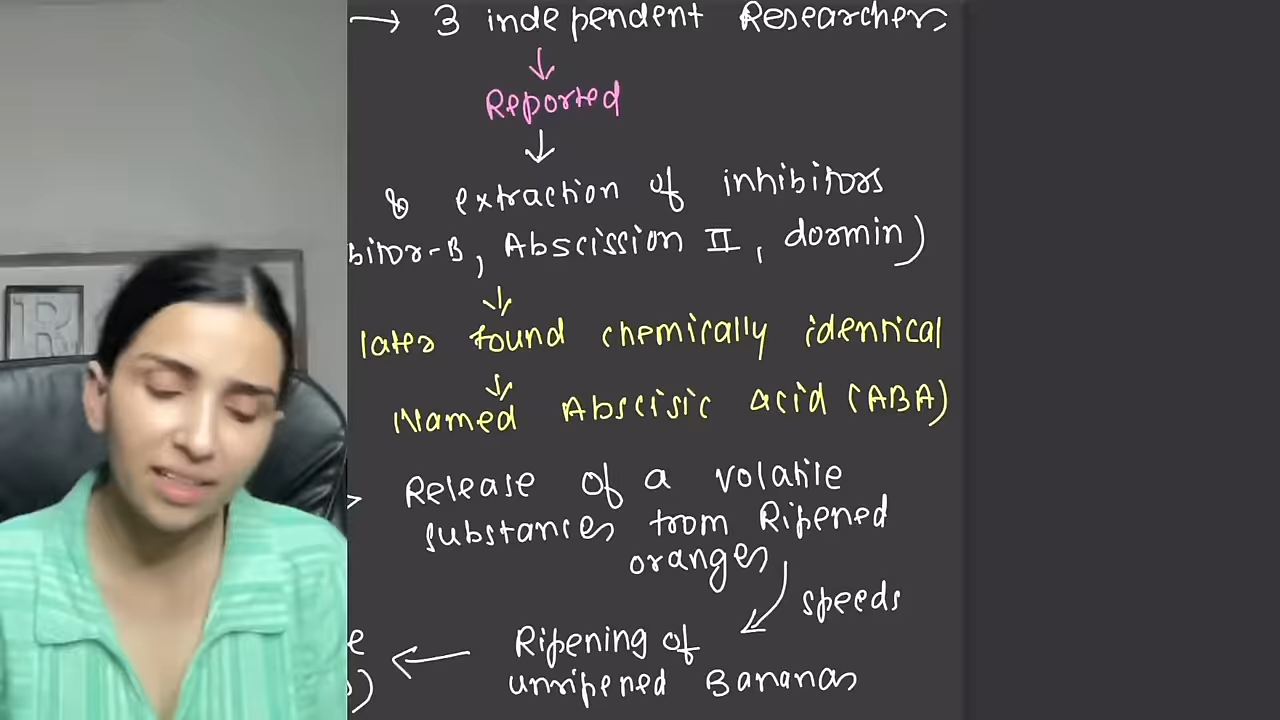 → 3 independent Researchers
↓
Reported
↓
& extraction of inhibitors
bitor-B, Abscission II, dormin)
↓
later found chemically identical
↓
Named Abscisic acid (ABA)
Release of a volatile
substances from Ripened
oranges
speeds
e ← Ripening of
) unripened Bananas